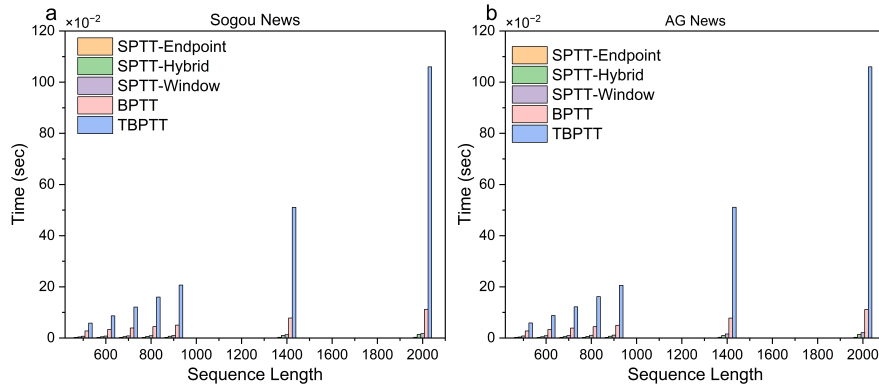 a
×10⁻²
Sogou News
120
100
80
60
40
20
0
Time (sec)
SPTT-Endpoint
SPTT-Hybrid
SPTT-Window
BPTT
TBPTT
600 800 1000 1200 1400 1600 1800 2000
Sequence Length
b
×10⁻²
AG News
120
100
80
60
40
20
0
Time (sec)
SPTT-Endpoint
SPTT-Hybrid
SPTT-Window
BPTT
TBPTT
600 800 1000 1200 1400 1600 1800 2000
Sequence Length